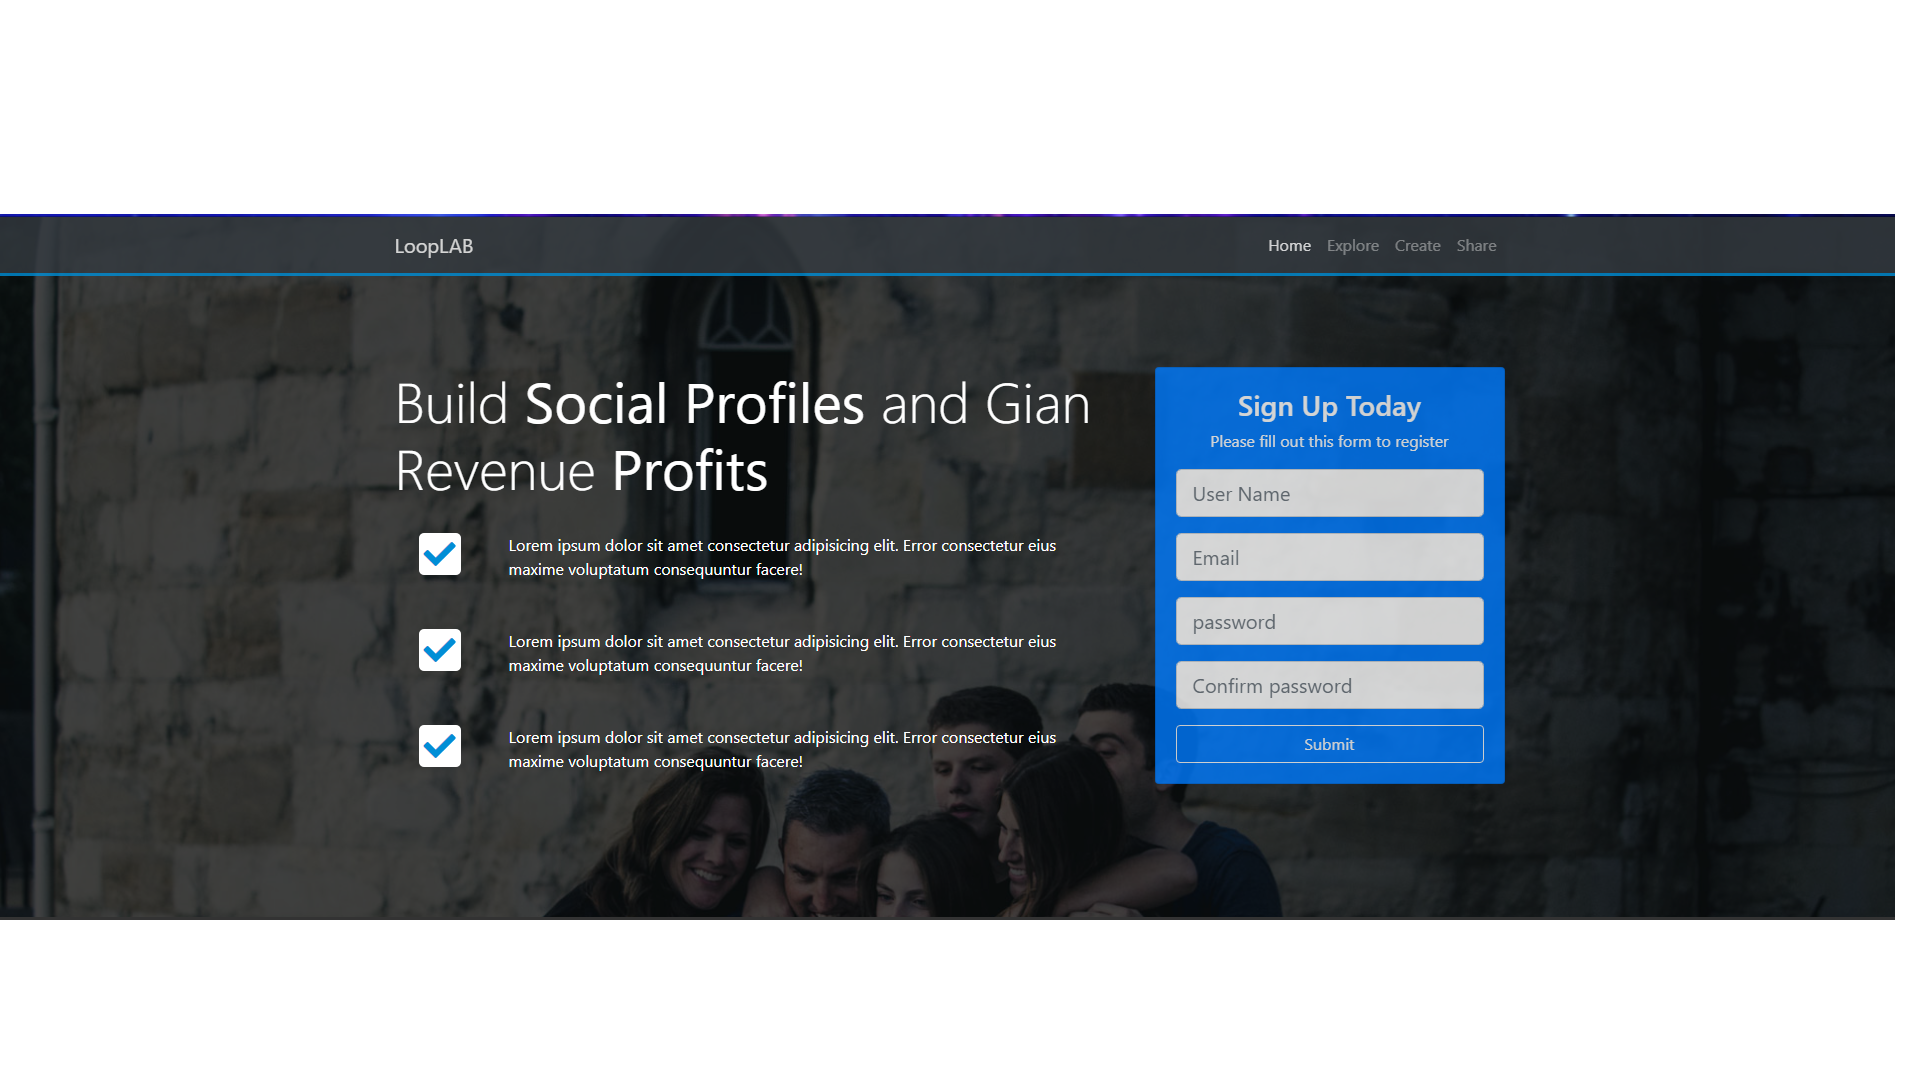 LoopLAB
Home Explore Create Share
Build Social Profiles and Gian
Revenue Profits
Lorem ipsum dolor sit amet consectetur adipisicing elit. Error consectetur eius
maxime voluptatum consequuntur facere!
Lorem ipsum dolor sit amet consectetur adipisicing elit. Error consectetur eius
maxime voluptatum consequuntur facere!
Lorem ipsum dolor sit amet consectetur adipisicing elit. Error consectetur eius
maxime voluptatum consequuntur facere!
Sign Up Today
Please fill out this form to register
User Name
Email
password
Confirm password
Submit